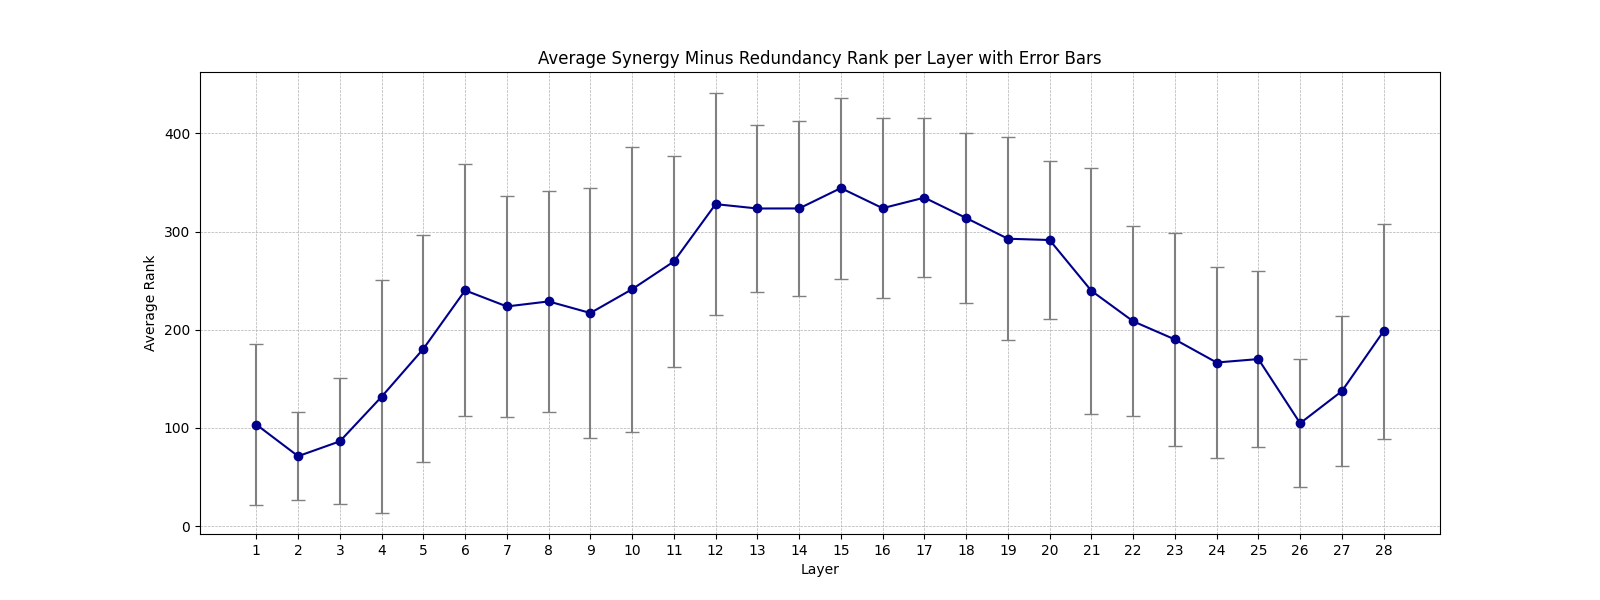 Average Synergy Minus Redundancy Rank per Layer with Error Bars
400
300
200
100
0
Average Rank
1 2 3 4 5 6 7 8 9 10 11 12 13 14 15 16 17 18 19 20 21 22 23 24 25 26 27 28
Layer